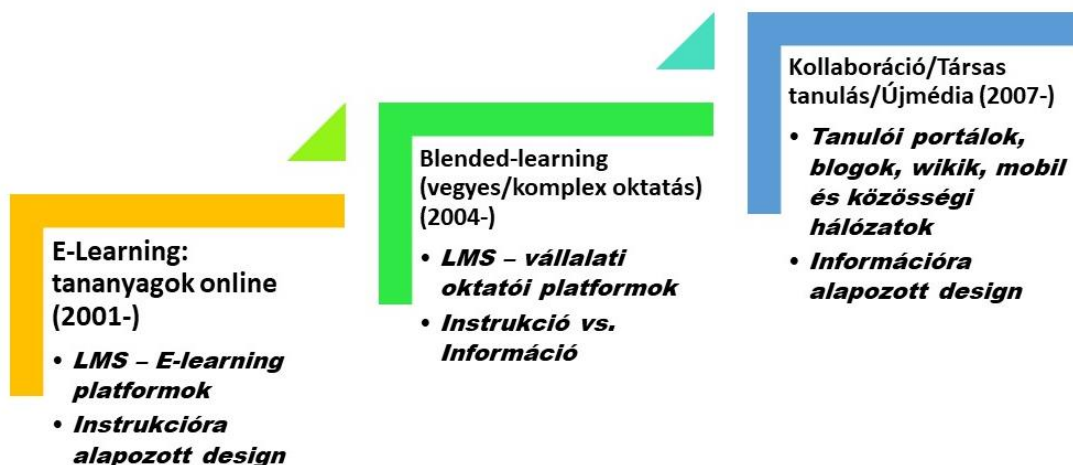 E-Learning:
tananyagok online
(2001-)
• LMS – E-learning
platformok
• Instrukcióra
alapozott design
Blended-learning
(vegyes/komplex oktatás)
(2004-)
• LMS – vállalati
oktatói platformok
• Instrukció vs.
Információ
Kollaboráció/Társas
tanulás/Újmédia (2007-)
• Tanulói portálok,
blogok, wikik, mobil
és közösségi
hálózatok
• Információra
alapozott design